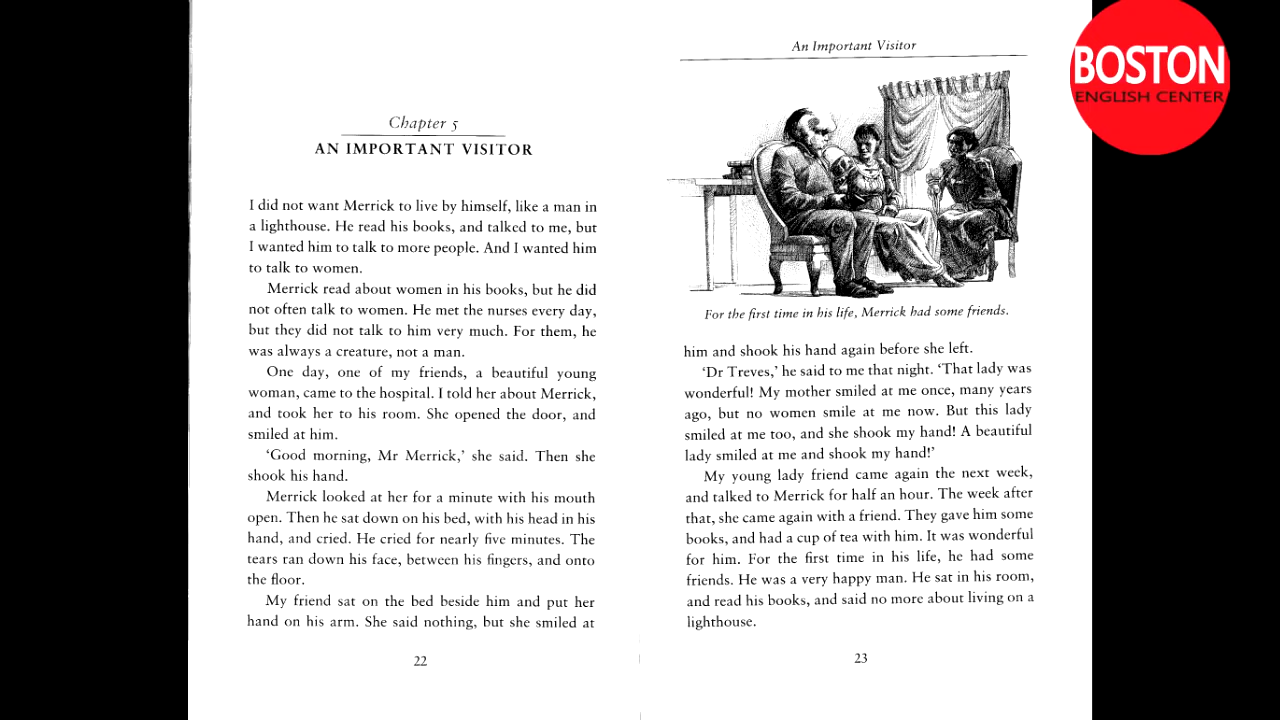 Chapter 5
AN IMPORTANT VISITOR
I did not want Merrick to live by himself, like a man in
a lighthouse. He read his books, and talked to me, but
I wanted him to talk to more people. And I wanted him
to talk to women.
Merrick read about women in his books, but he did
not often talk to women. He met the nurses every day,
but they did not talk to him very much. For them, he
was always a creature, not a man.
One day, one of my friends, a beautiful young
woman, came to the hospital. I told her about Merrick,
and took her to his room. She opened the door, and
smiled at him.
‘Good morning, Mr Merrick,’ she said. Then she
shook his hand.
Merrick looked at her for a minute with his mouth
open. Then he sat down on his bed, with his head in his
hand, and cried. He cried for nearly five minutes. The
tears ran down his face, between his fingers, and onto
the floor.
My friend sat on the bed beside him and put her
hand on his arm. She said nothing, but she smiled at
22
An Important Visitor
For the first time in his life, Merrick had some friends.
him and shook his hand again before she left.
‘Dr Treves,’ he said to me that night. ‘That lady was
wonderful! My mother smiled at me once, many years
ago, but no women smile at me now. But this lady
smiled at me too, and she shook my hand! A beautiful
lady smiled at me and shook my hand!’
My young lady friend came again the next week,
and talked to Merrick for half an hour. The week after
that, she came again with a friend. They gave him some
books, and had a cup of tea with him. It was wonderful
for him. For the first time in his life, he had some
friends. He was a very happy man. He sat in his room,
and read his books, and said no more about living on a
lighthouse.
23
BOSTON
ENGLISH CENTER